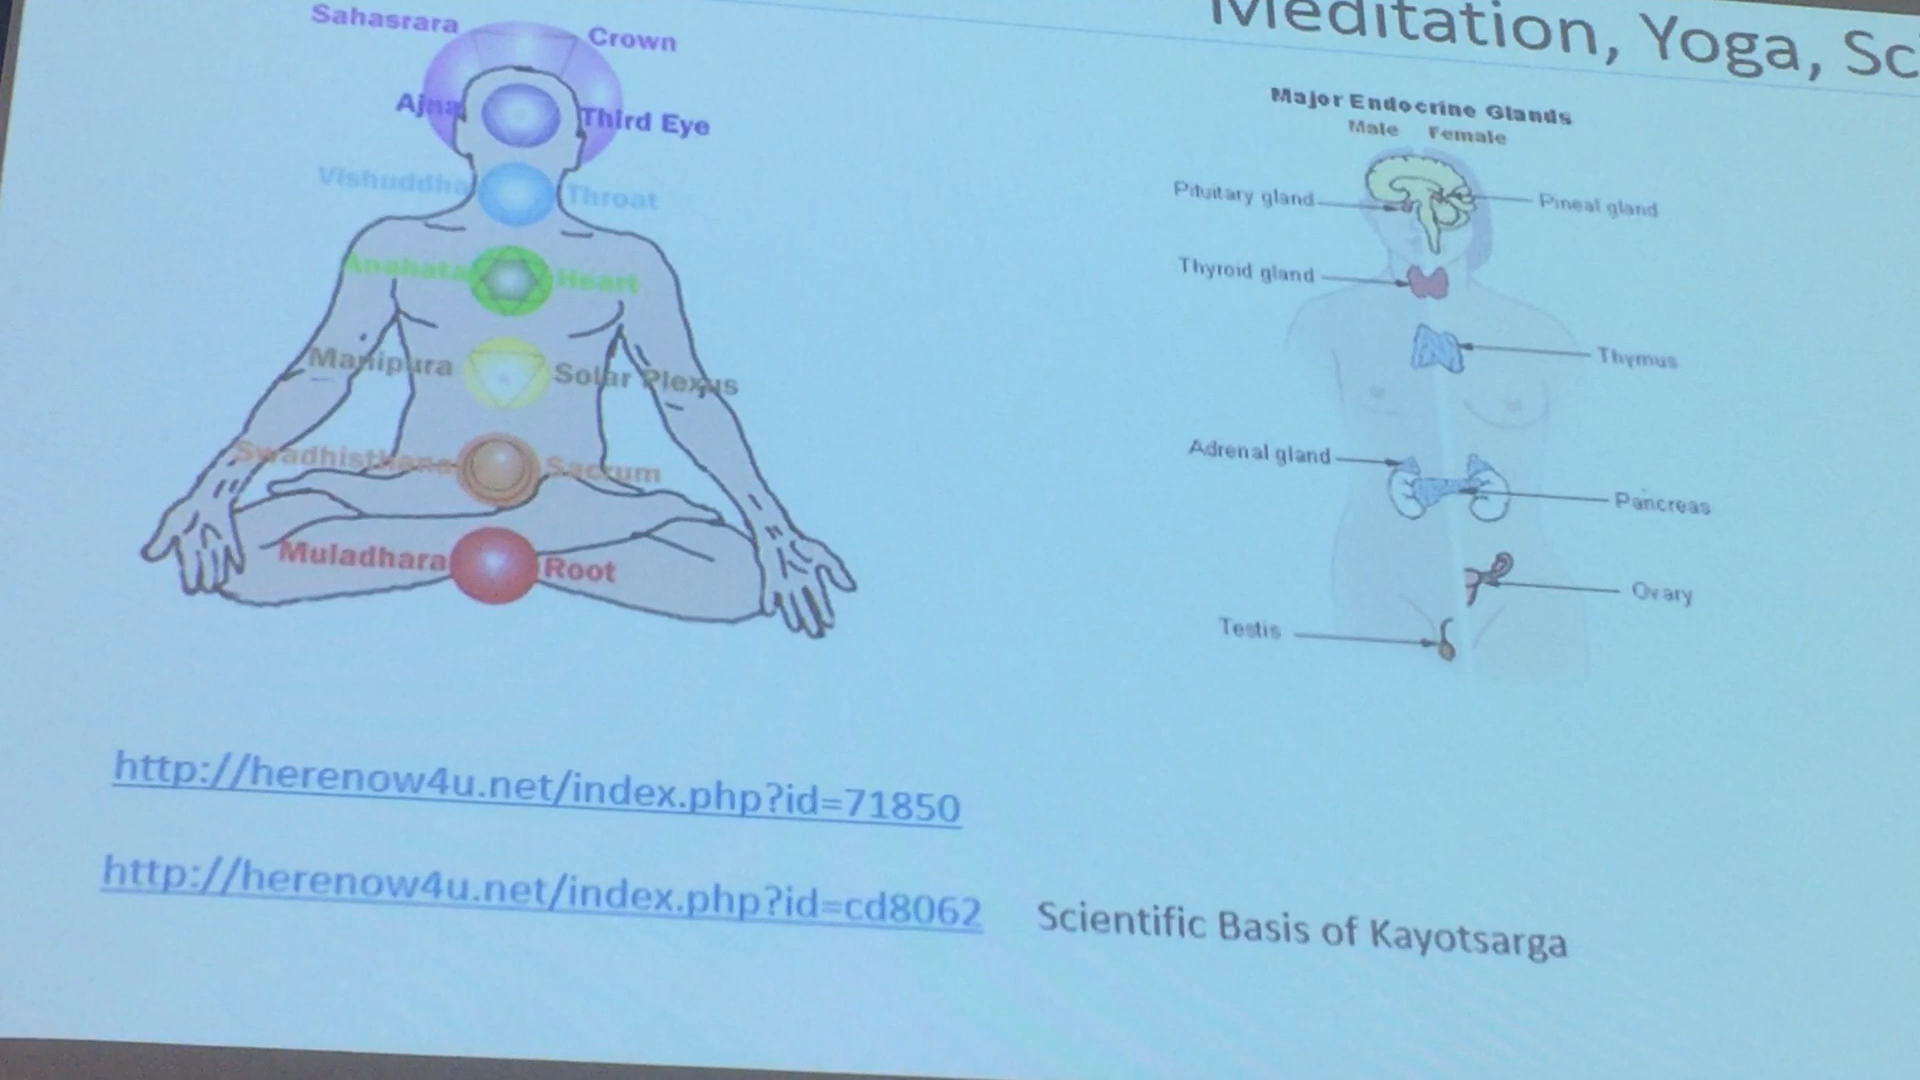 Meditation, Yoga, Sc
Sahasrara Crown
Ajna Third Eye
Vishuddha Throat
Anahata Heart
Manipura Solar Plexus
Swadhisthana Sacrum
Muladhara Root
Major Endocrine Glands
Male Female
Pituitary gland
Pineal gland
Thyroid gland
Thymus
Adrenal gland
Pancreas
Ovary
Testis
http://herenow4u.net/index.php?id=71850
http://herenow4u.net/index.php?id=cd8062 Scientific Basis of Kayotsarga